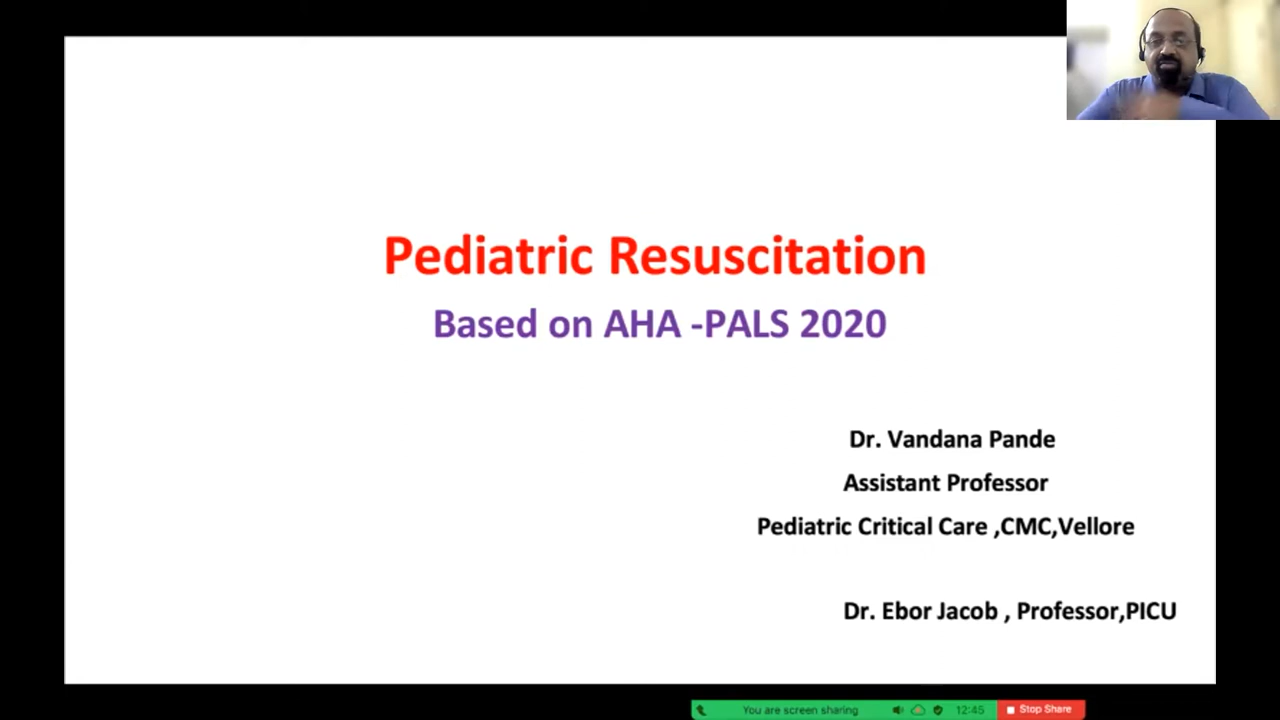 Pediatric Resuscitation
Based on AHA -PALS 2020
Dr. Vandana Pande
Assistant Professor
Pediatric Critical Care ,CMC,Vellore
Dr. Ebor Jacob , Professor,PICU
You are screen sharing 12:45 Stop Share